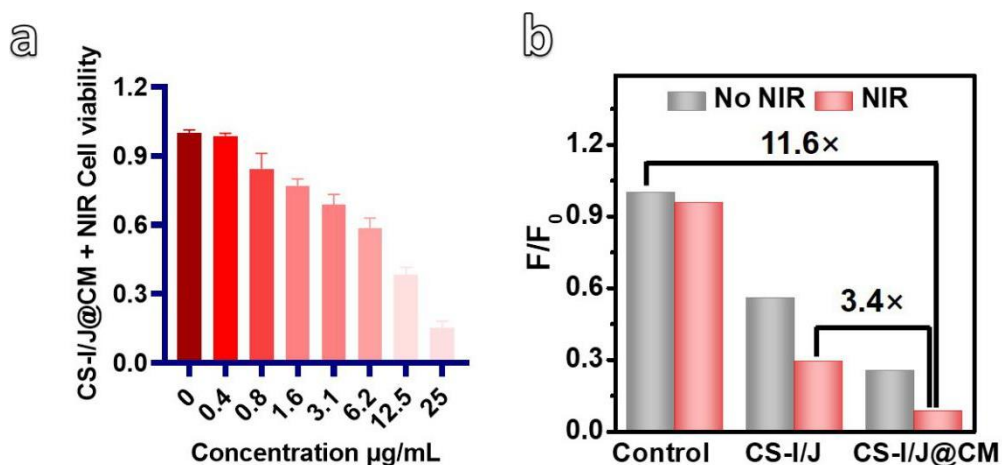 a
CS-I/J@CM + NIR Cell viability
1.2
0.9
0.6
0.3
0.0
0 0.4 0.8 1.6 3.1 6.2 12.5 25
Concentration µg/mL
b
No NIR NIR
11.6×
3.4×
F/F0
1.2
0.9
0.6
0.3
0.0
Control CS-I/J CS-I/J@CM